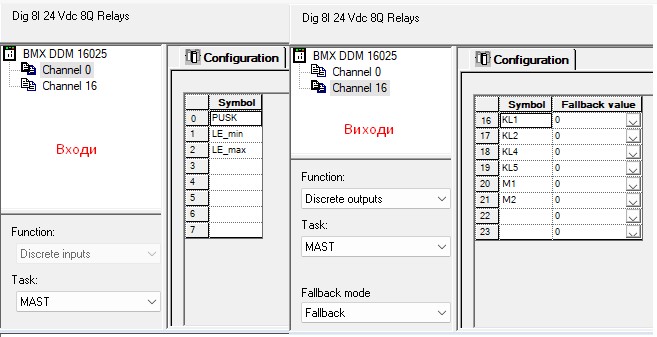 Dig 8I 24 Vdc 8Q Relays
BMX DDM 16025
Channel 0
Channel 16
Входи
Function:
Discrete inputs
Task:
MAST
Configuration
Symbol
0 PUSK
1 LE_min
2 LE_max
3
4
5
6
7
Dig 8I 24 Vdc 8Q Relays
BMX DDM 16025
Channel 0
Channel 16
Виходи
Function:
Discrete outputs
Task:
MAST
Fallback mode
Fallback
Configuration
Symbol Fallback value
16 KL1 0
17 KL2 0
18 KL4 0
19 KL5 0
20 M1 0
21 M2 0
22 0
23 0